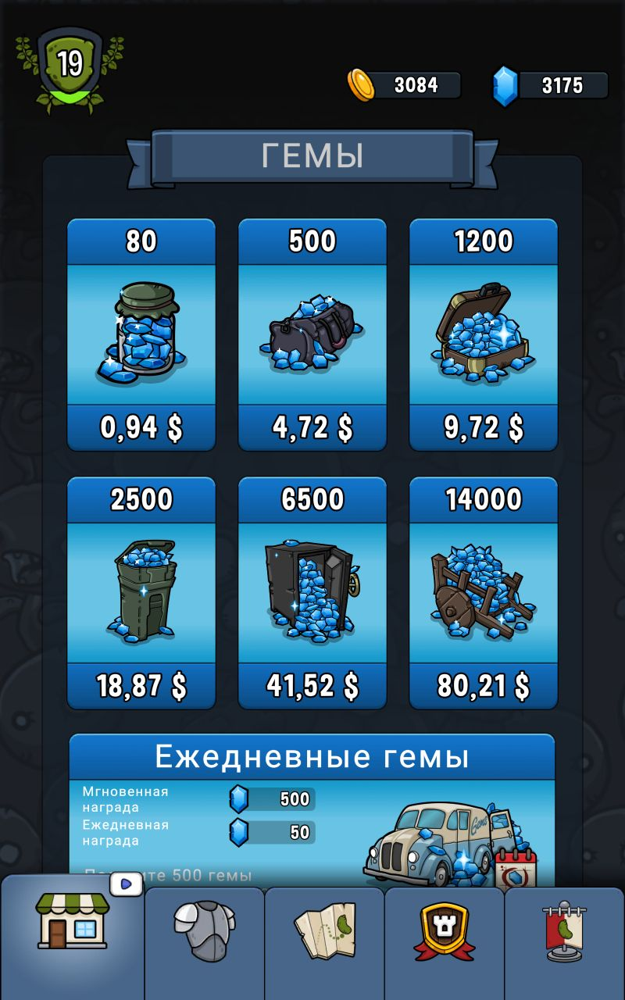 19
3084
3175
ГЕМЫ
80
500
1200
0,94 $
4,72 $
9,72 $
2500
6500
14000
18,87 $
41,52 $
80,21 $
Ежедневные гемы
Мгновенная
награда
500
Ежедневная
награда
50
500 гемы